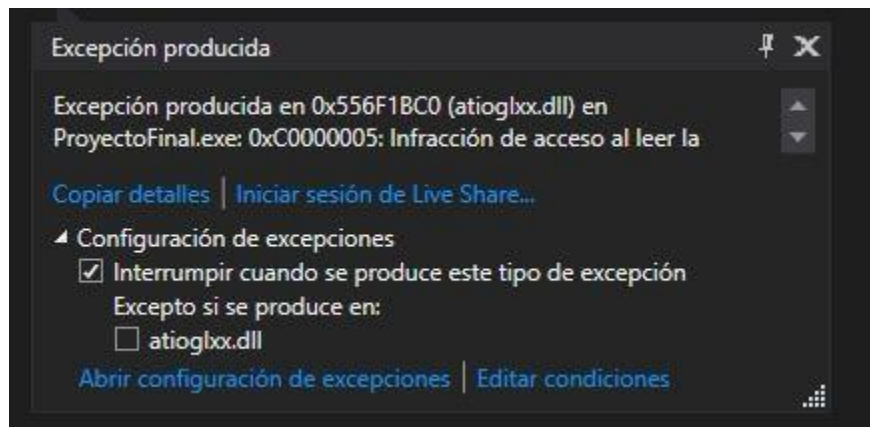 Excepción producida
Excepción producida en 0x556F1BC0 (atioglxx.dll) en
ProyectoFinal.exe: 0xC0000005: Infracción de acceso al leer la
Copiar detalles | Iniciar sesión de Live Share...
Configuración de excepciones
Interrumpir cuando se produce este tipo de excepción
Excepto si se produce en:
atioglxx.dll
Abrir configuración de excepciones | Editar condiciones